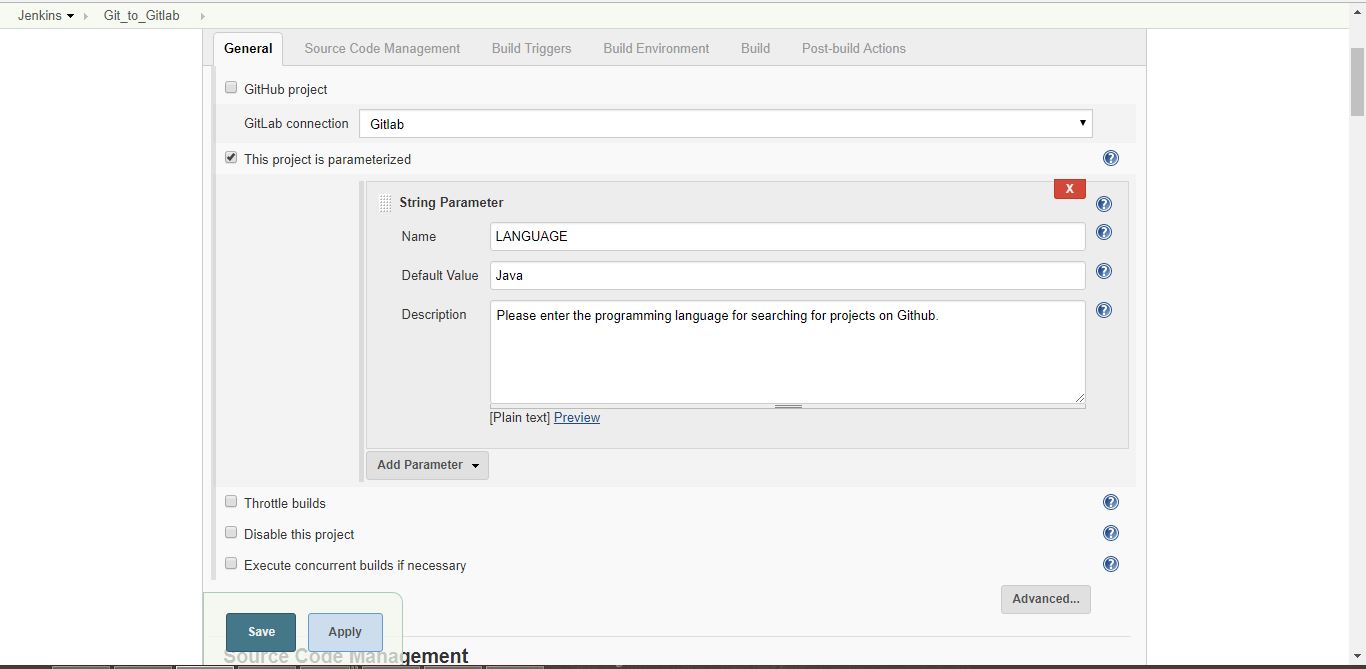 Jenkins Git_to_Gitlab
General Source Code Management Build Triggers Build Environment Build Post-build Actions
GitHub project
GitLab connection Gitlab
This project is parameterized
X
String Parameter
Name LANGUAGE
Default Value Java
Description Please enter the programming language for searching for projects on Github.
[Plain text] Preview
Add Parameter
Throttle builds
Disable this project
Execute concurrent builds if necessary
Advanced...
Save Apply
Source Code Management